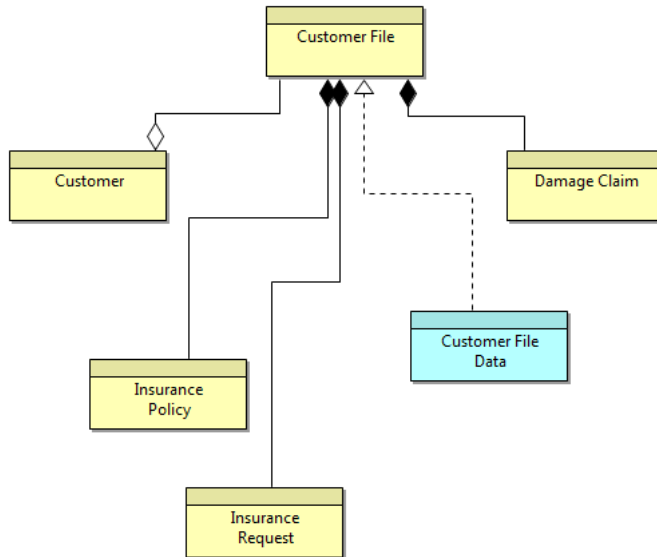 Customer File
Customer
Damage Claim
Customer File
Data
Insurance
Policy
Insurance
Request